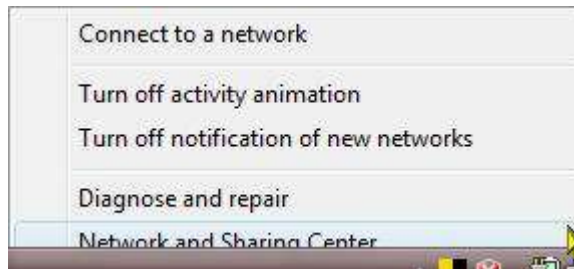 Connect to a network
Turn off activity animation
Turn off notification of new networks
Diagnose and repair
Network and Sharing Center